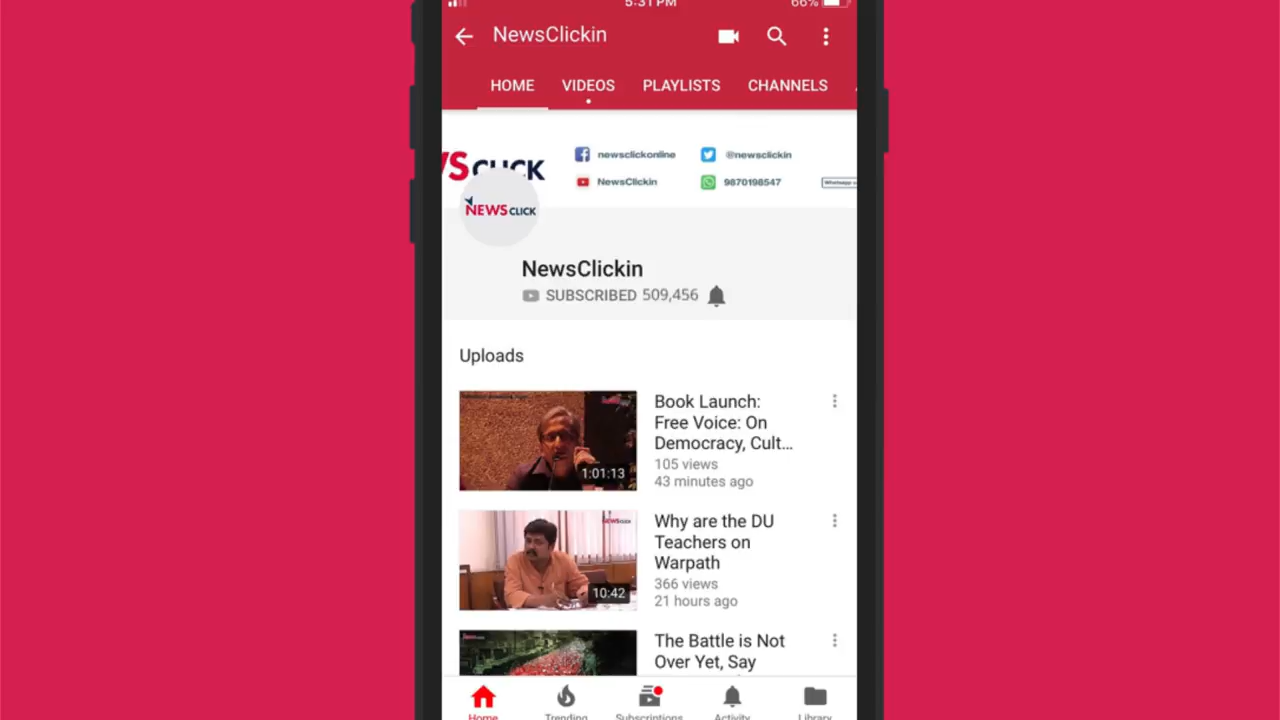 5:31 PM
66%
NewsClickin
HOME VIDEOS PLAYLISTS CHANNELS
WS CLICK
newsclickonline @newsclickin
NewsClickin 9870198547
NEWSCLICK
NewsClickin
SUBSCRIBED 509,456
Uploads
Book Launch:
Free Voice: On
Democracy, Cult...
105 views
43 minutes ago
1:01:13
NEWSCLICK
Why are the DU
Teachers on
Warpath
366 views
21 hours ago
10:42
The Battle is Not
Over Yet, Say
Home Trending Subscriptions Activity Library